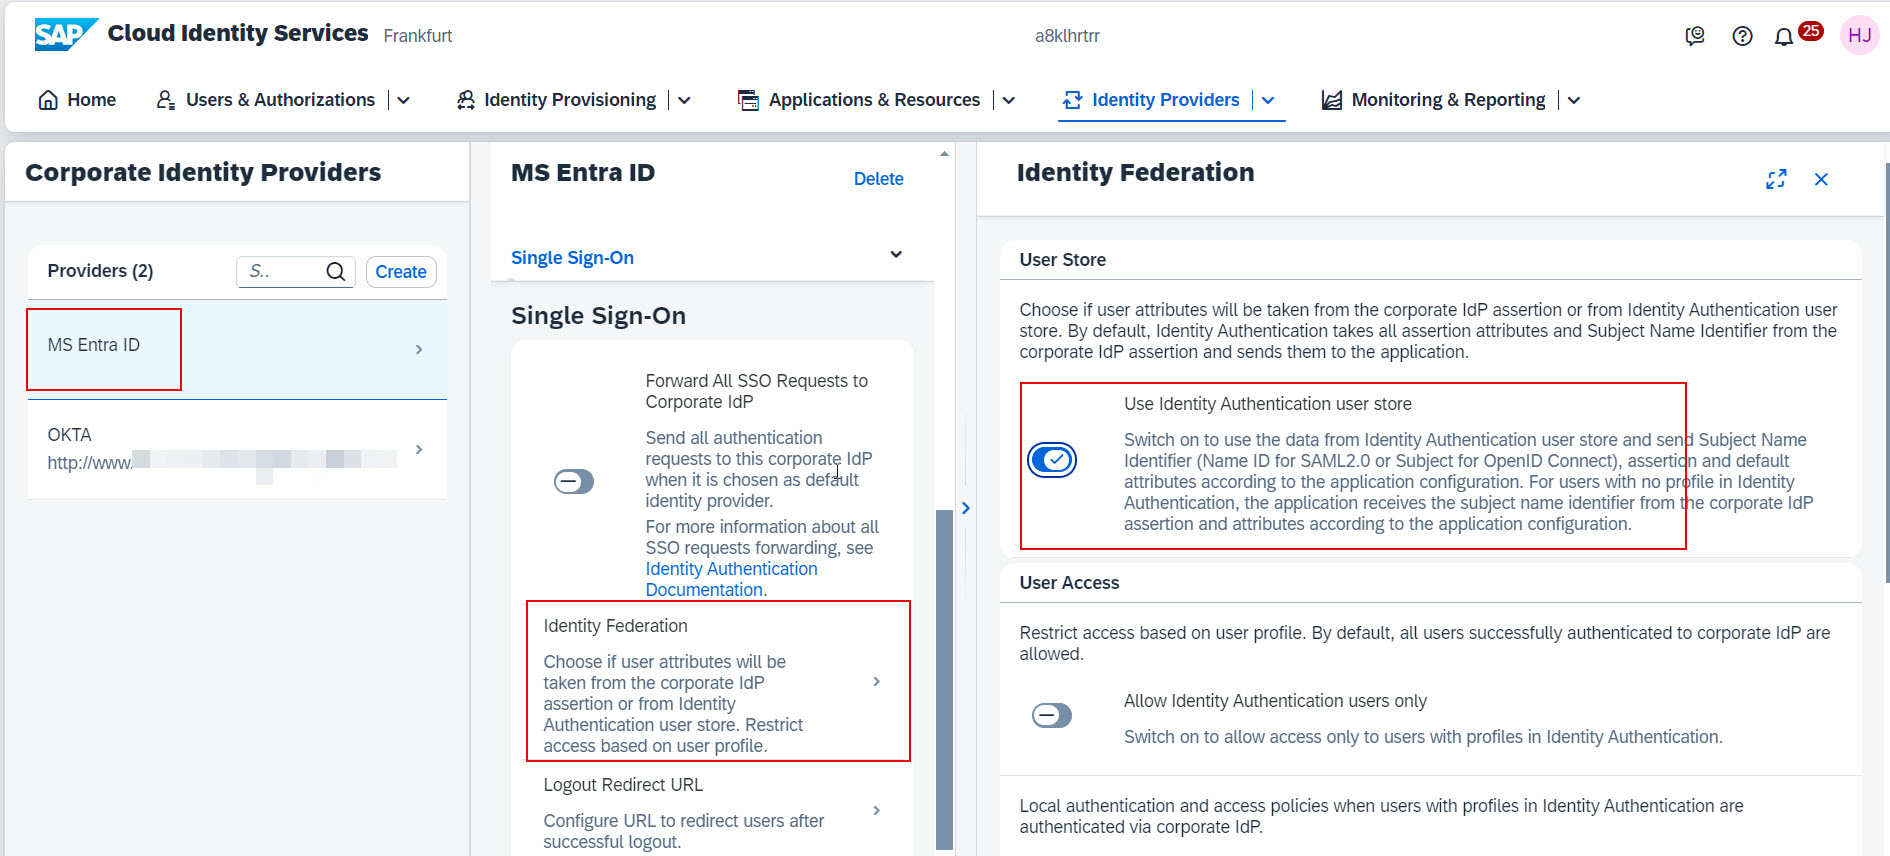 SAP Cloud Identity Services Frankfurt
a8klhrtrr
25
HJ
Home
Users & Authorizations
Identity Provisioning
Applications & Resources
Identity Providers
Monitoring & Reporting
Corporate Identity Providers
Providers (2)
S..
Create
MS Entra ID
OKTA
http://www.
MS Entra ID
Delete
Single Sign-On
Single Sign-On
Forward All SSO Requests to
Corporate IdP
Send all authentication
requests to this corporate IdP
when it is chosen as default
identity provider.
For more information about all
SSO requests forwarding, see
Identity Authentication
Documentation.
Identity Federation
Choose if user attributes will be
taken from the corporate IdP
assertion or from Identity
Authentication user store. Restrict
access based on user profile.
Logout Redirect URL
Configure URL to redirect users after
successful logout.
Identity Federation
User Store
Choose if user attributes will be taken from the corporate IdP assertion or from Identity Authentication user
store. By default, Identity Authentication takes all assertion attributes and Subject Name Identifier from the
corporate IdP assertion and sends them to the application.
Use Identity Authentication user store
Switch on to use the data from Identity Authentication user store and send Subject Name
Identifier (Name ID for SAML2.0 or Subject for OpenID Connect), assertion and default
attributes according to the application configuration. For users with no profile in Identity
Authentication, the application receives the subject name identifier from the corporate IdP
assertion and attributes according to the application configuration.
User Access
Restrict access based on user profile. By default, all users successfully authenticated to corporate IdP are
allowed.
Allow Identity Authentication users only
Switch on to allow access only to users with profiles in Identity Authentication.
Local authentication and access policies when users with profiles in Identity Authentication are
authenticated via corporate IdP.